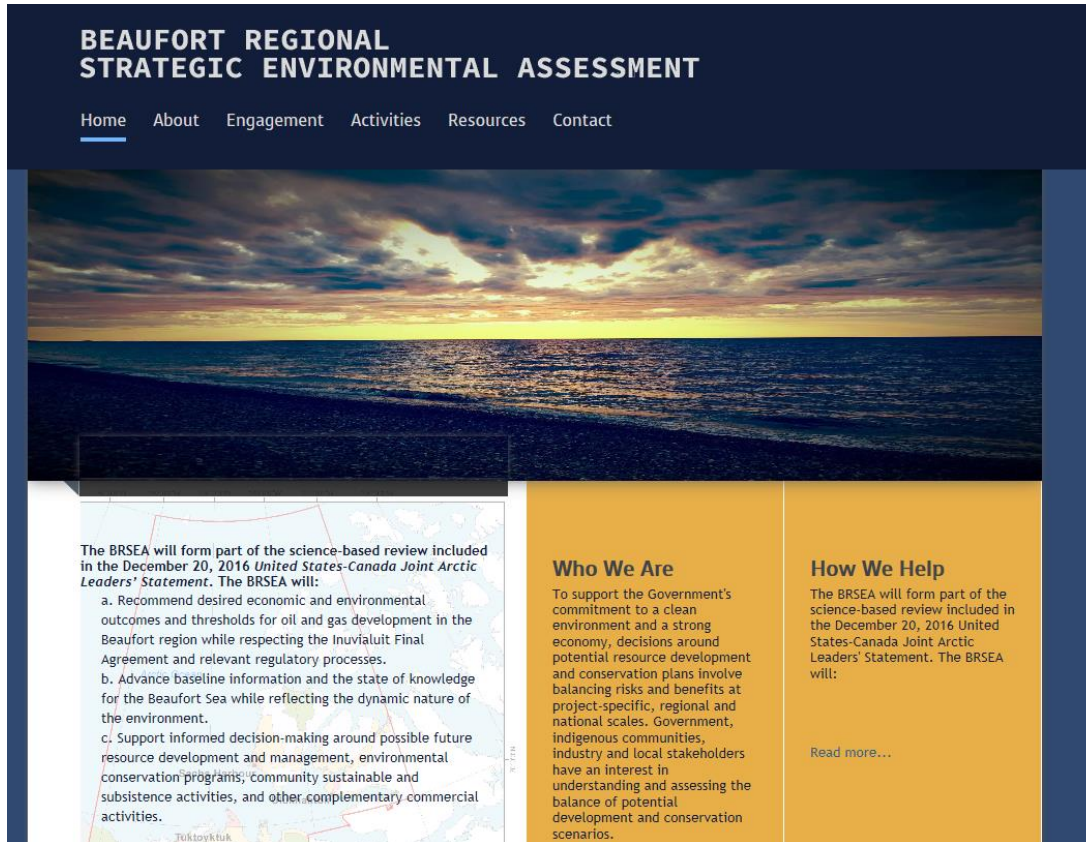 BEAUFORT REGIONAL
STRATEGIC ENVIRONMENTAL ASSESSMENT
Home About Engagement Activities Resources Contact
The BRSEA will form part of the science-based review included
in the December 20, 2016 United States-Canada Joint Arctic
Leaders' Statement. The BRSEA will:
a. Recommend desired economic and environmental
outcomes and thresholds for oil and gas development in the
Beaufort region while respecting the Inuvialuit Final
Agreement and relevant regulatory processes.
b. Advance baseline information and the state of knowledge
for the Beaufort Sea while reflecting the dynamic nature of
the environment.
c. Support informed decision-making around possible future
resource development and management, environmental
conservation programs, community sustainable and
subsistence activities, and other complementary commercial
activities.
Tuktoyktuk
Who We Are
To support the Government's
commitment to a clean
environment and a strong
economy, decisions around
potential resource development
and conservation plans involve
balancing risks and benefits at
project-specific, regional and
national scales. Government,
indigenous communities,
industry and local stakeholders
have an interest in
understanding and assessing the
balance of potential
development and conservation
scenarios.
How We Help
The BRSEA will form part of the
science-based review included in
the December 20, 2016 United
States-Canada Joint Arctic
Leaders' Statement. The BRSEA
will:
Read more...